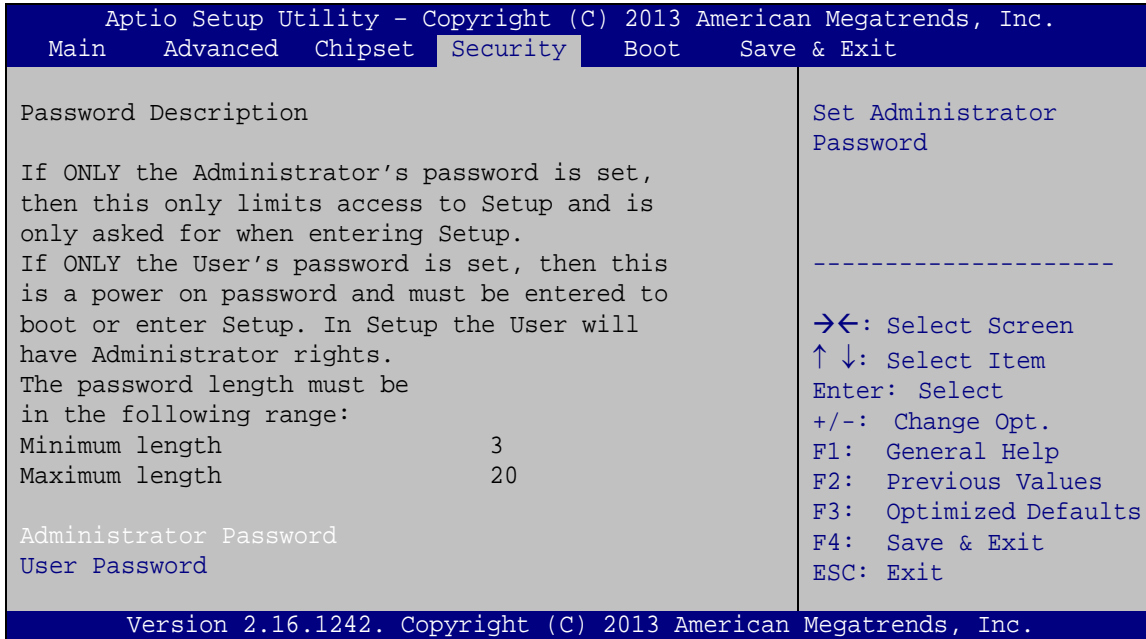 Aptio Setup Utility – Copyright (C) 2013 American Megatrends, Inc.
Main Advanced Chipset Security Boot Save & Exit
Password Description
If ONLY the Administrator’s password is set,
then this only limits access to Setup and is
only asked for when entering Setup.
If ONLY the User’s password is set, then this
is a power on password and must be entered to
boot or enter Setup. In Setup the User will
have Administrator rights.
The password length must be
in the following range:
Minimum length 3
Maximum length 20
Administrator Password
User Password
Set Administrator
Password
---------------------
→←: Select Screen
↑ ↓: Select Item
Enter: Select
+/-: Change Opt.
F1: General Help
F2: Previous Values
F3: Optimized Defaults
F4: Save & Exit
ESC: Exit
Version 2.16.1242. Copyright (C) 2013 American Megatrends, Inc.